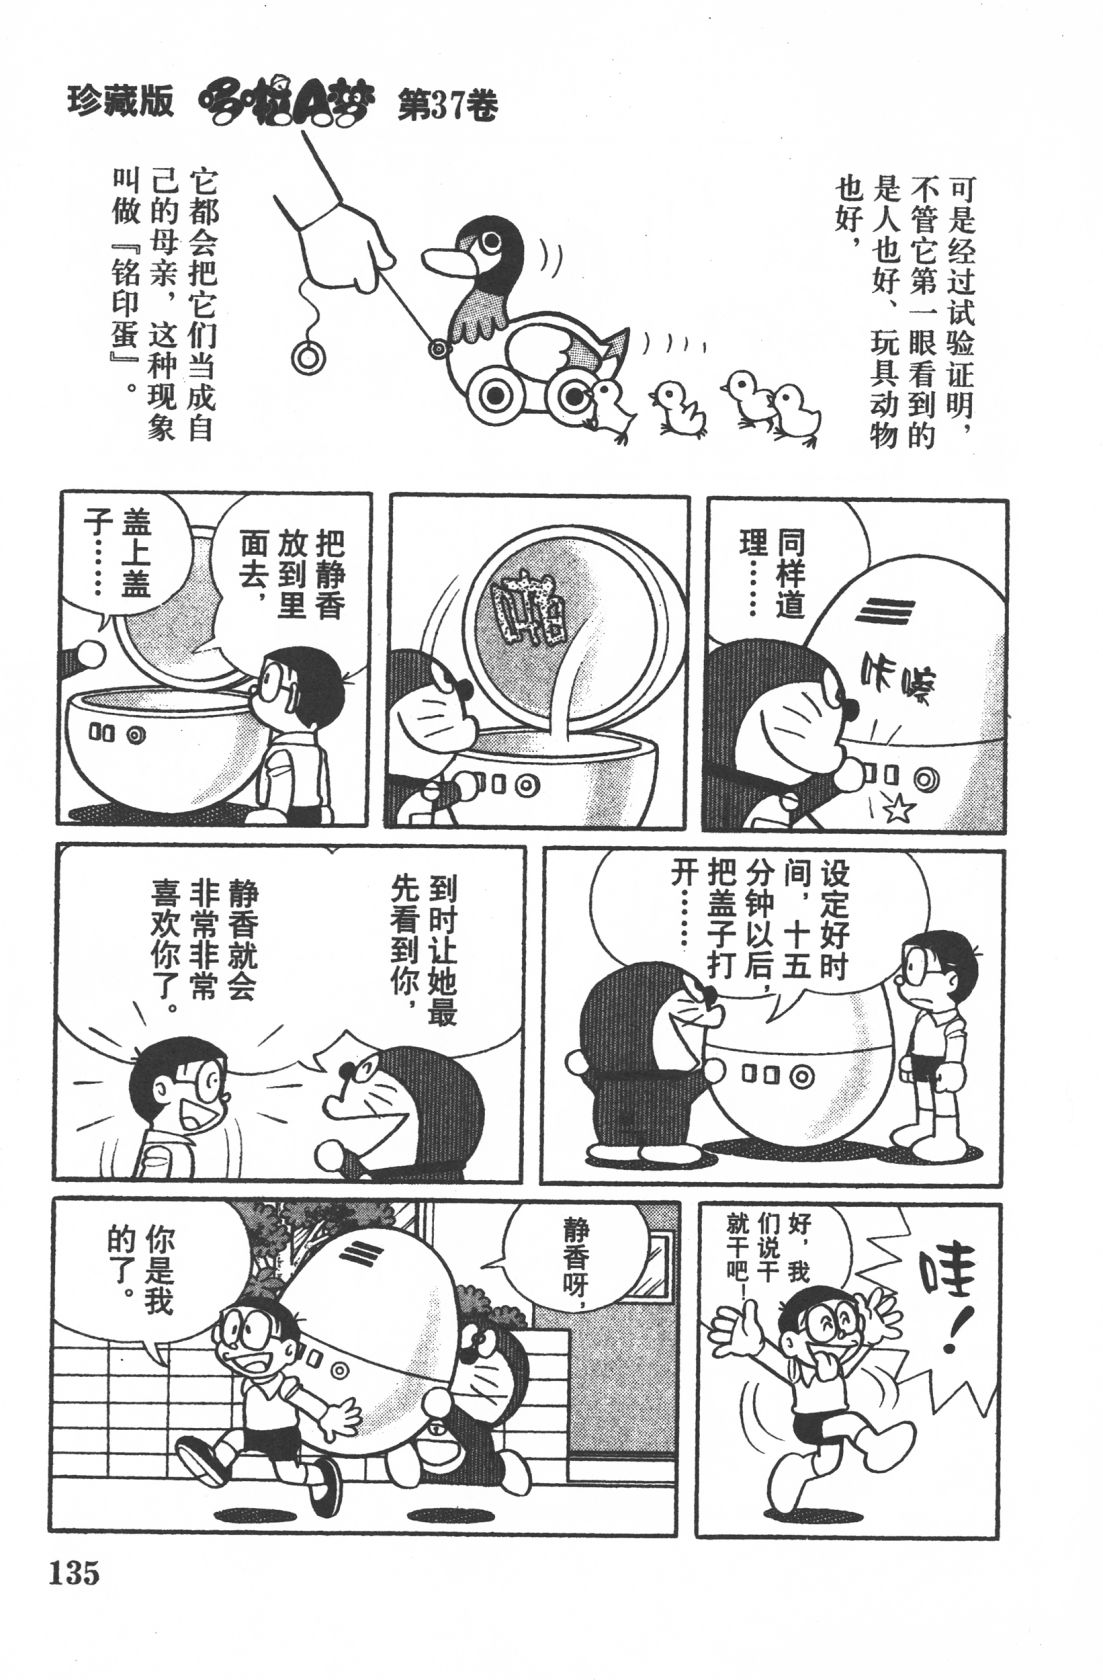 珍藏版 哆啦A梦 第37卷
可是经过试验证明，
不管它第一眼看到的
是人也好、玩具动物
也好，
它都会把它们当成自
己的母亲，这种现象
叫做『铭印蛋』。
同样道
理……
咔嚓
啪
把静香
放到里
面去，
盖上盖
子……
设定好时
间，十五
分钟以后，
把盖子打
开……
到时让她最
先看到你，
静香就会
非常非常
喜欢你了。
哇！
好，我
们说干
就干吧！
静香呀，
你是我
的了。
135